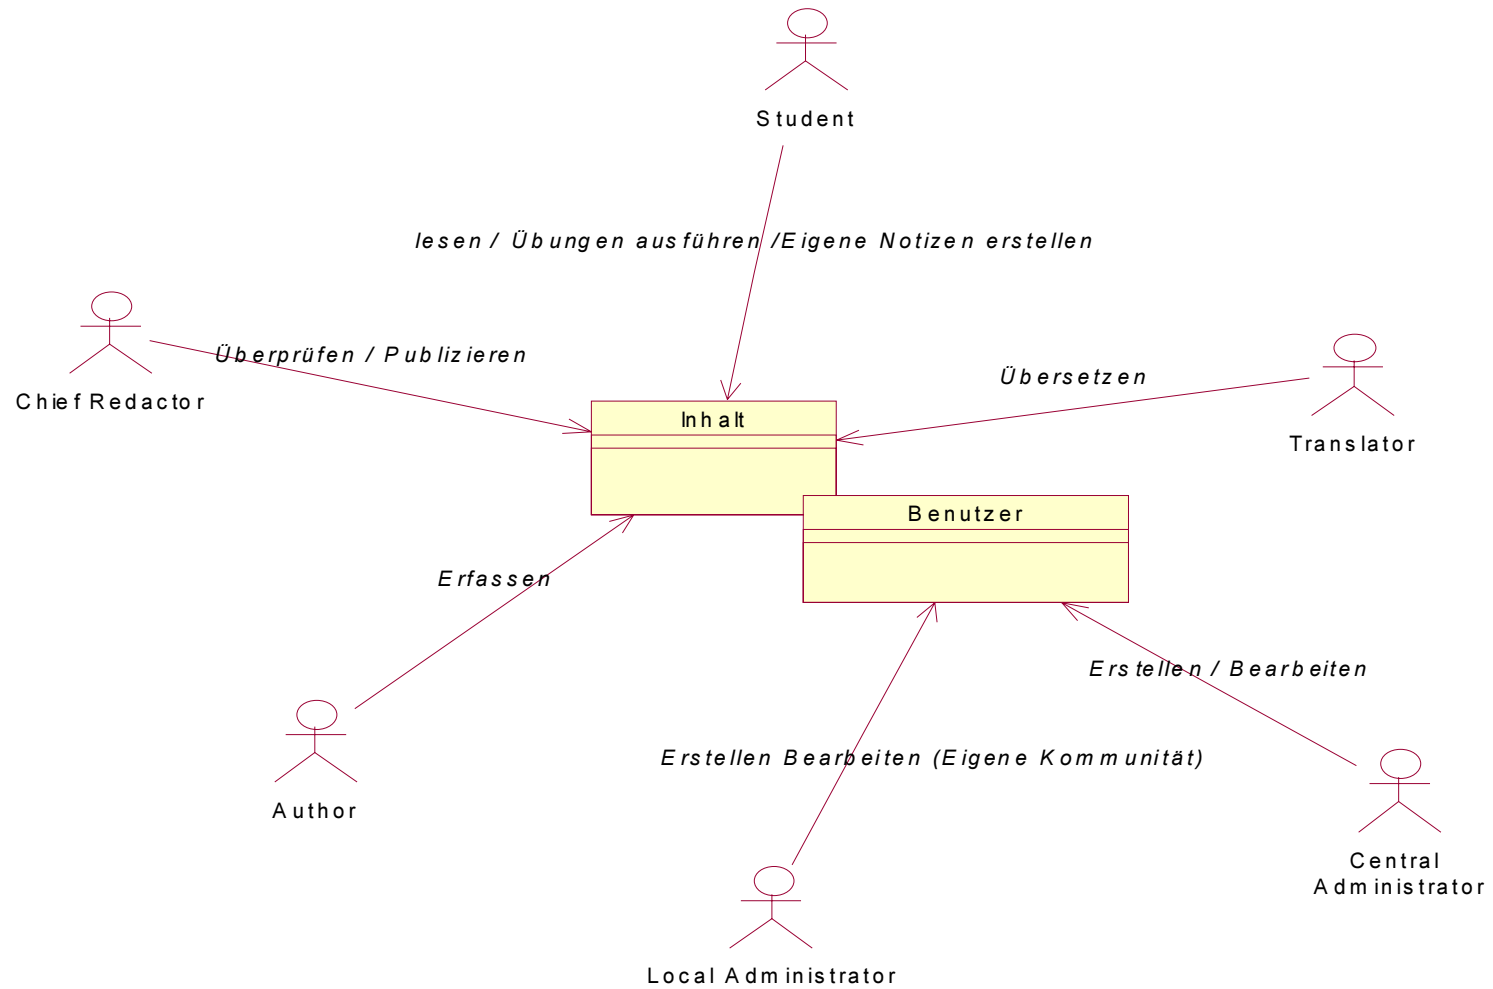 Student
lesen / Übungen ausführen /Eigene Notizen erstellen
Überprüfen / Publizieren
Chief Redactor
Übersetzen
Translator
Inhalt
Benutzer
Erfassen
Author
Erstellen / Bearbeiten
Erstellen Bearbeiten (Eigene Kommunität)
Central
Administrator
Local Administrator